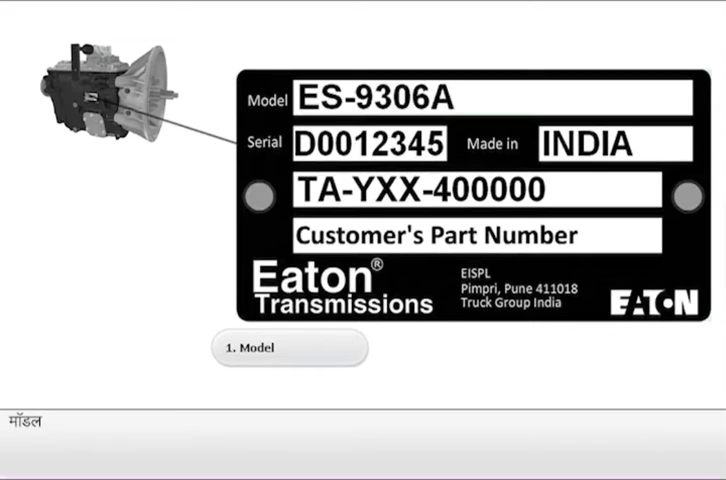 Model ES-9306A
Serial D0012345 Made in INDIA
TA-YXX-400000
Customer's Part Number
Eaton®
Transmissions
EISPL
Pimpri, Pune 411018
Truck Group India
EATON
1. Model
मॉडल